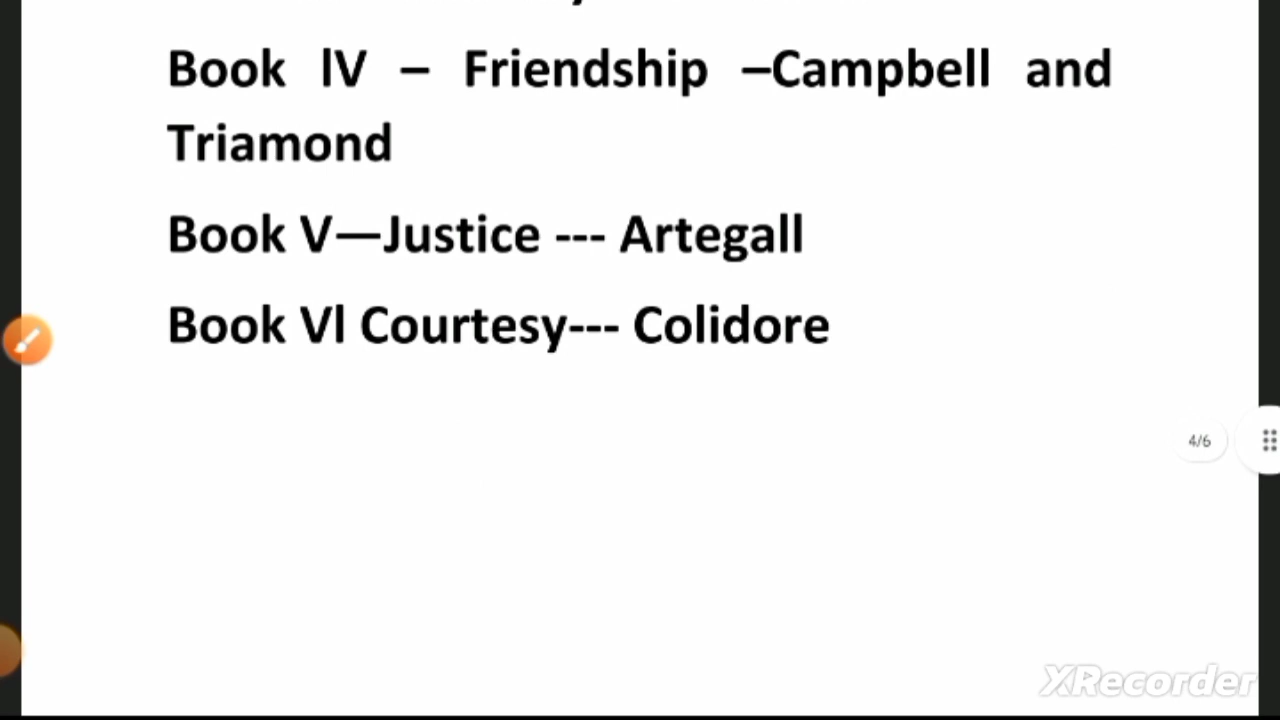 Book lV – Friendship –Campbell and
Triamond
Book V—Justice --- Artegall
Book Vl Courtesy--- Colidore
4/6
XRecorder